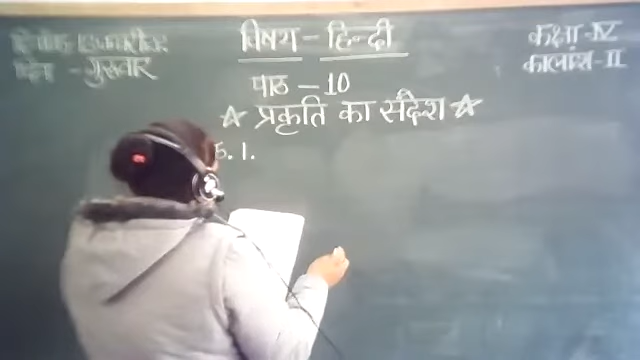 विषय - हिन्दी
कक्षा-IV
गुरुवार
कालांश-II
पाठ - 10
☆ प्रकृति का संदेश ☆
5. 1.